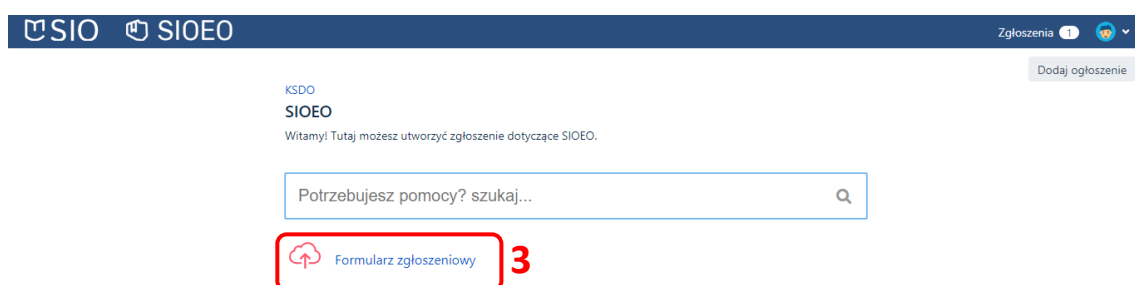 SIO SIOEO Zgłoszenia 1
Dodaj ogłoszenie
KSDO
SIOEO
Witamy! Tutaj możesz utworzyć zgłoszenie dotyczące SIOEO.
Potrzebujesz pomocy? szukaj...
Formularz zgłoszeniowy 3